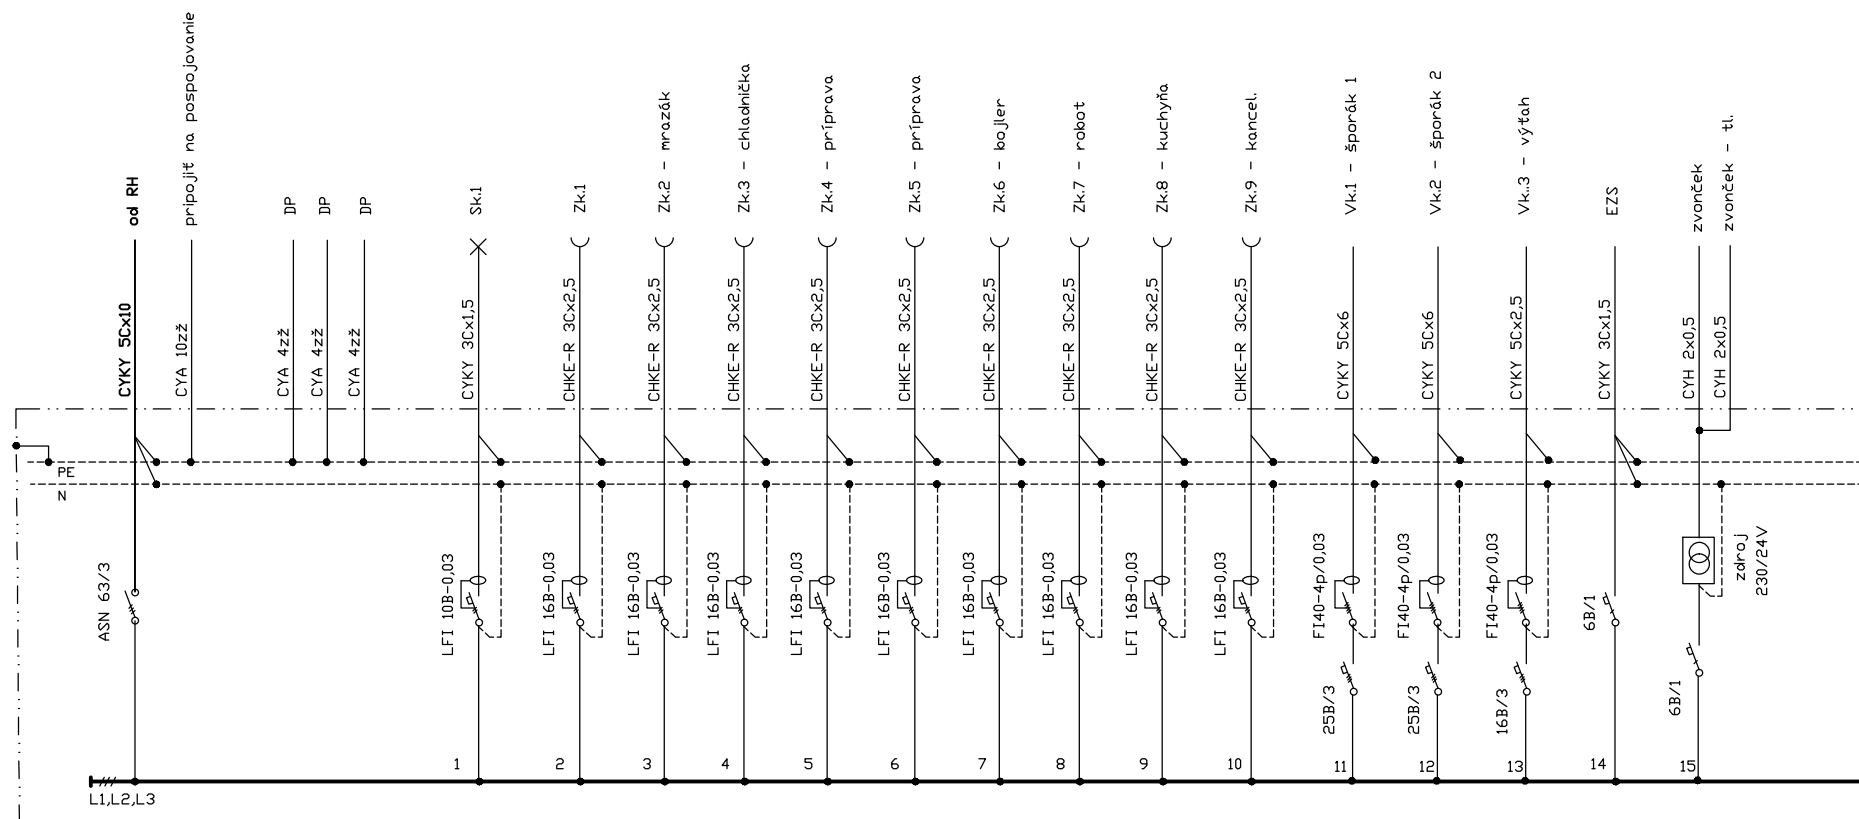 od RH
pripojiť na pospojovanie
DP
DP
DP
Sk.1
Zk.1
Zk.2 - mrazák
Zk.3 - chladnička
Zk.4 - príprava
Zk.5 - príprava
Zk.6 - bojler
Zk.7 - robot
Zk.8 - kuchyňa
Zk.9 - kancel.
Vk.1 - šporák 1
Vk.2 - šporák 2
Vk..3 - výťah
EZS
zvonček
zvonček - tl.
CYKY 5Cx10
CYA 10zž
CYA 4zž
CYA 4zž
CYA 4zž
CYKY 3Cx1,5
CHKE-R 3Cx2,5
CHKE-R 3Cx2,5
CHKE-R 3Cx2,5
CHKE-R 3Cx2,5
CHKE-R 3Cx2,5
CHKE-R 3Cx2,5
CHKE-R 3Cx2,5
CHKE-R 3Cx2,5
CHKE-R 3Cx2,5
CYKY 5Cx6
CYKY 5Cx6
CYKY 5Cx2,5
CYKY 3Cx1,5
CYH 2x0,5
CYH 2x0,5
PE
N
ASN 63/3
LFI 10B-0,03
LFI 16B-0,03
LFI 16B-0,03
LFI 16B-0,03
LFI 16B-0,03
LFI 16B-0,03
LFI 16B-0,03
LFI 16B-0,03
LFI 16B-0,03
LFI 16B-0,03
FI40-4p/0,03
FI40-4p/0,03
FI40-4p/0,03
6B/1
zdroj
230/24V
25B/3
25B/3
16B/3
6B/1
1
2
3
4
5
6
7
8
9
10
11
12
13
14
15
L1,L2,L3